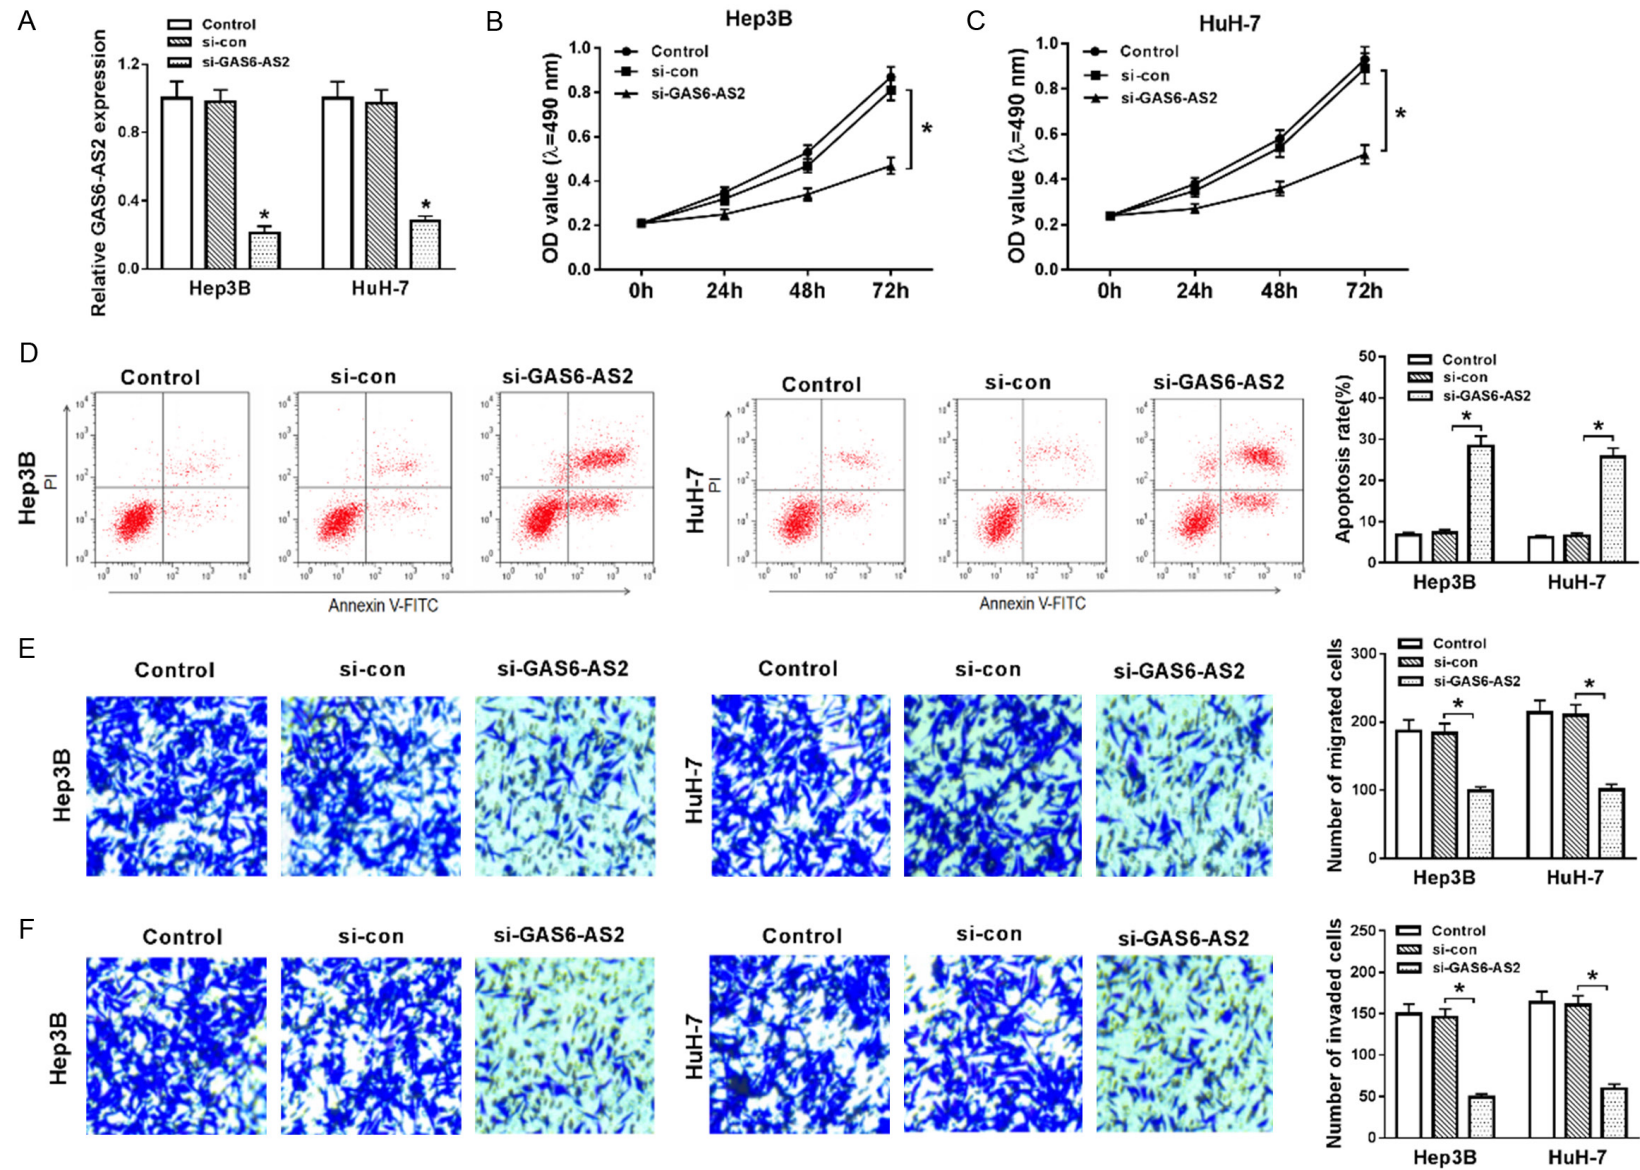 A
Control
si-con
si-GAS6-AS2
Relative GAS6-AS2 expression
1.2
0.8
0.4
0.0
*
*
Hep3B
HuH-7
B
Hep3B
OD value (λ=490 nm)
1.0
0.8
0.6
0.4
0.2
0.0
Control
si-con
si-GAS6-AS2
*
0h
24h
48h
72h
C
HuH-7
OD value (λ=490 nm)
1.0
0.8
0.6
0.4
0.2
0.0
Control
si-con
si-GAS6-AS2
*
0h
24h
48h
72h
D
Control
si-con
si-GAS6-AS2
Hep3B
PI
Annexin V-FITC
Control
si-con
si-GAS6-AS2
HuH-7
PI
Annexin V-FITC
Apoptosis rate(%)
50
40
30
20
10
0
Control
si-con
si-GAS6-AS2
*
*
Hep3B
HuH-7
E
Control
si-con
si-GAS6-AS2
Hep3B
Control
si-con
si-GAS6-AS2
HuH-7
Number of migrated cells
300
200
100
0
Control
si-con
si-GAS6-AS2
*
*
Hep3B
HuH-7
F
Control
si-con
si-GAS6-AS2
Hep3B
Control
si-con
si-GAS6-AS2
HuH-7
Number of invaded cells
250
200
150
100
50
0
Control
si-con
si-GAS6-AS2
*
*
Hep3B
HuH-7